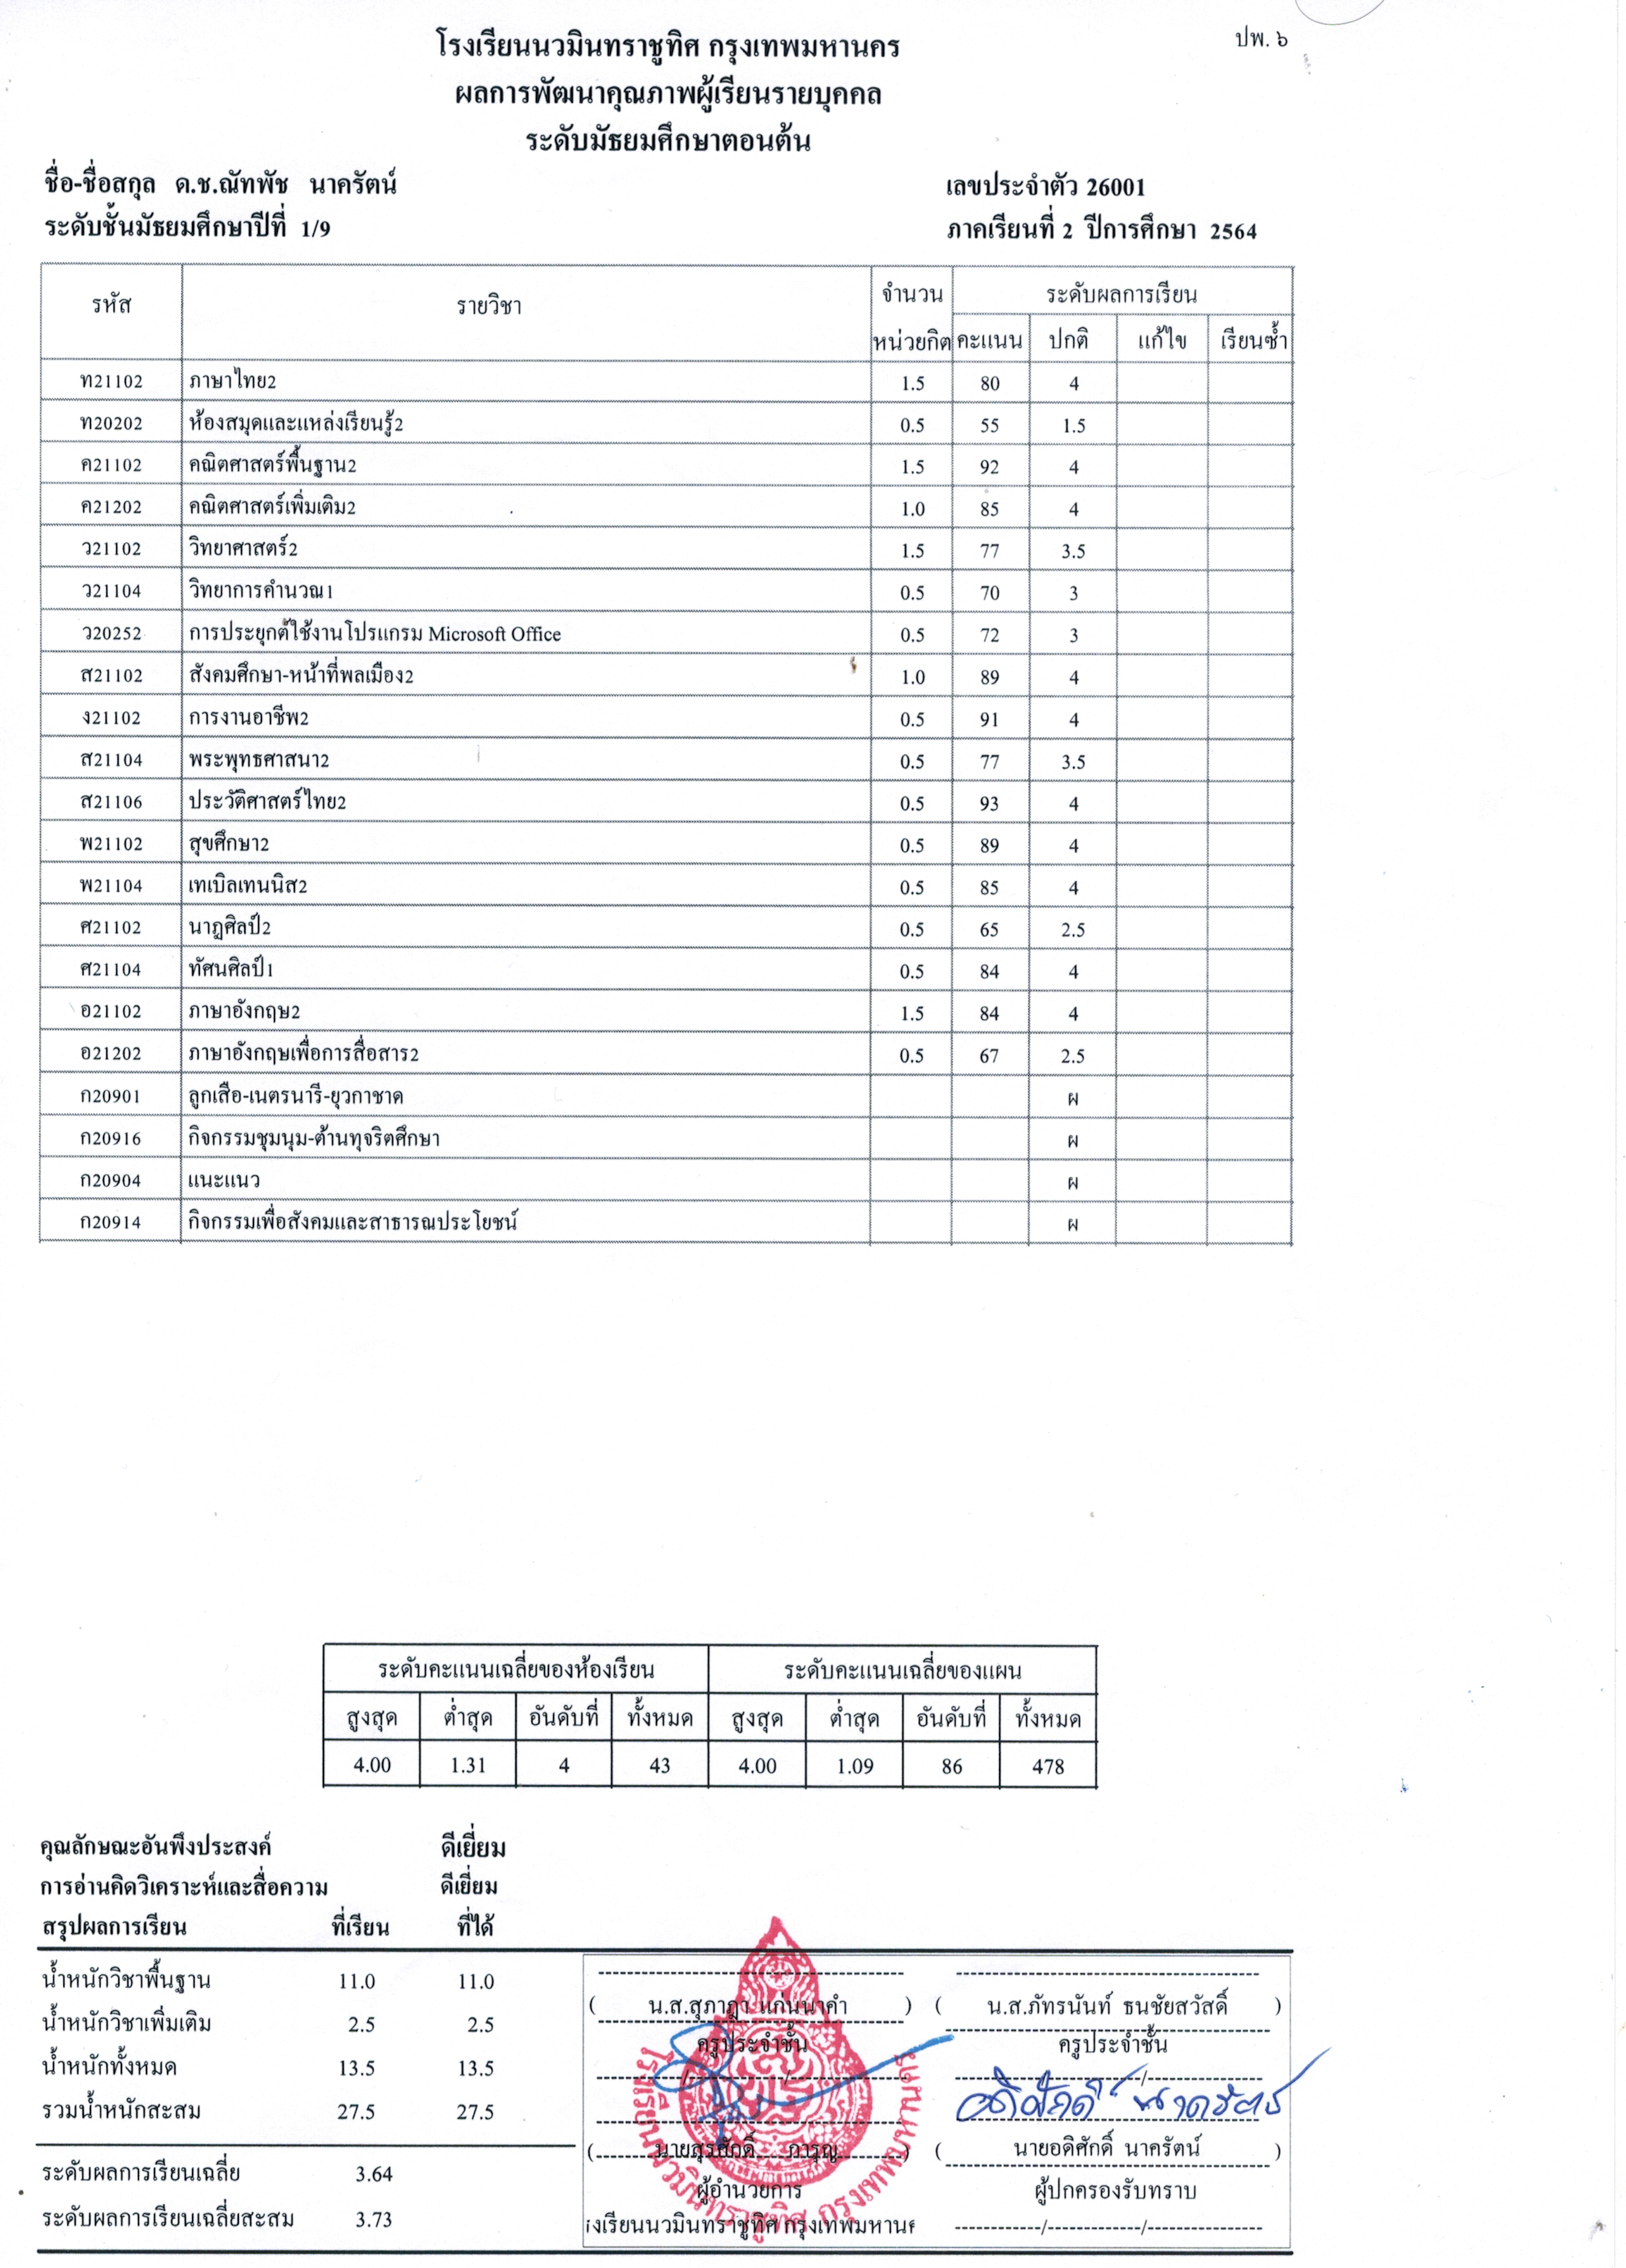 ปพ. ๖
โรงเรียนนวมินทราชูทิศ กรุงเทพมหานคร
ผลการพัฒนาคุณภาพผู้เรียนรายบุคคล
ระดับมัธยมศึกษาตอนต้น
ชื่อ-ชื่อสกุล ด.ช.ณัทพัช นาครัตน์ เลขประจำตัว 26001
ระดับชั้นมัธยมศึกษาปีที่ 1/9 ภาคเรียนที่ 2 ปีการศึกษา 2564
รหัส รายวิชา จำนวน หน่วยกิต ระดับผลการเรียน
คะแนน ปกติ แก้ไข เรียนซ้ำ
ท21102 ภาษาไทย2 1.5 80 4
ท20202 ห้องสมุดและแหล่งเรียนรู้2 0.5 55 1.5
ค21102 คณิตศาสตร์พื้นฐาน2 1.5 92 4
ค21202 คณิตศาสตร์เพิ่มเติม2 1.0 85 4
ว21102 วิทยาศาสตร์2 1.5 77 3.5
ว21104 วิทยาการคำนวณ1 0.5 70 3
ว20252 การประยุกต์ใช้งานโปรแกรม Microsoft Office 0.5 72 3
ส21102 สังคมศึกษา-หน้าที่พลเมือง2 1.0 89 4
ง21102 การงานอาชีพ2 0.5 91 4
ส21104 พระพุทธศาสนา2 0.5 77 3.5
ส21106 ประวัติศาสตร์ไทย2 0.5 93 4
พ21102 สุขศึกษา2 0.5 89 4
พ21104 เทเบิลเทนนิส2 0.5 85 4
ศ21102 นาฏศิลป์2 0.5 65 2.5
ศ21104 ทัศนศิลป์1 0.5 84 4
อ21102 ภาษาอังกฤษ2 1.5 84 4
อ21202 ภาษาอังกฤษเพื่อการสื่อสาร2 0.5 67 2.5
ก20901 ลูกเสือ-เนตรนารี-ยุวกาชาด ผ
ก20916 กิจกรรมชุมนุม-ต้านทุจริตศึกษา ผ
ก20904 แนะแนว ผ
ก20914 กิจกรรมเพื่อสังคมและสาธารณประโยชน์ ผ
ระดับคะแนนเฉลี่ยของห้องเรียน ระดับคะแนนเฉลี่ยของแผน
สูงสุด ต่ำสุด อันดับที่ ทั้งหมด สูงสุด ต่ำสุด อันดับที่ ทั้งหมด
4.00 1.31 4 43 4.00 1.09 86 478
คุณลักษณะอันพึงประสงค์ ดีเยี่ยม
การอ่านคิดวิเคราะห์และสื่อความ ดีเยี่ยม
สรุปผลการเรียน ที่เรียน ที่ได้
น้ำหนักวิชาพื้นฐาน 11.0 11.0
น้ำหนักวิชาเพิ่มเติม 2.5 2.5
น้ำหนักทั้งหมด 13.5 13.5
รวมน้ำหนักสะสม 27.5 27.5
ระดับผลการเรียนเฉลี่ย 3.64
ระดับผลการเรียนเฉลี่ยสะสม 3.73
( น.ส.สุภาฎา แก่นนาคำ ) ( น.ส.ภัทรนันท์ ธนชัยสวัสดิ์ )
ครูประจำชั้น ครูประจำชั้น
อดิศักดิ์ นาครัตน์
( นายสุรศักดิ์ การุญ ) ( นายอดิศักดิ์ นาครัตน์ )
ผู้อำนวยการ ผู้ปกครองรับทราบ
โรงเรียนนวมินทราชูทิศ กรุงเทพมหานคร
โรงเรียนนวมินทราชูทิศ กรุงเทพมหานคร